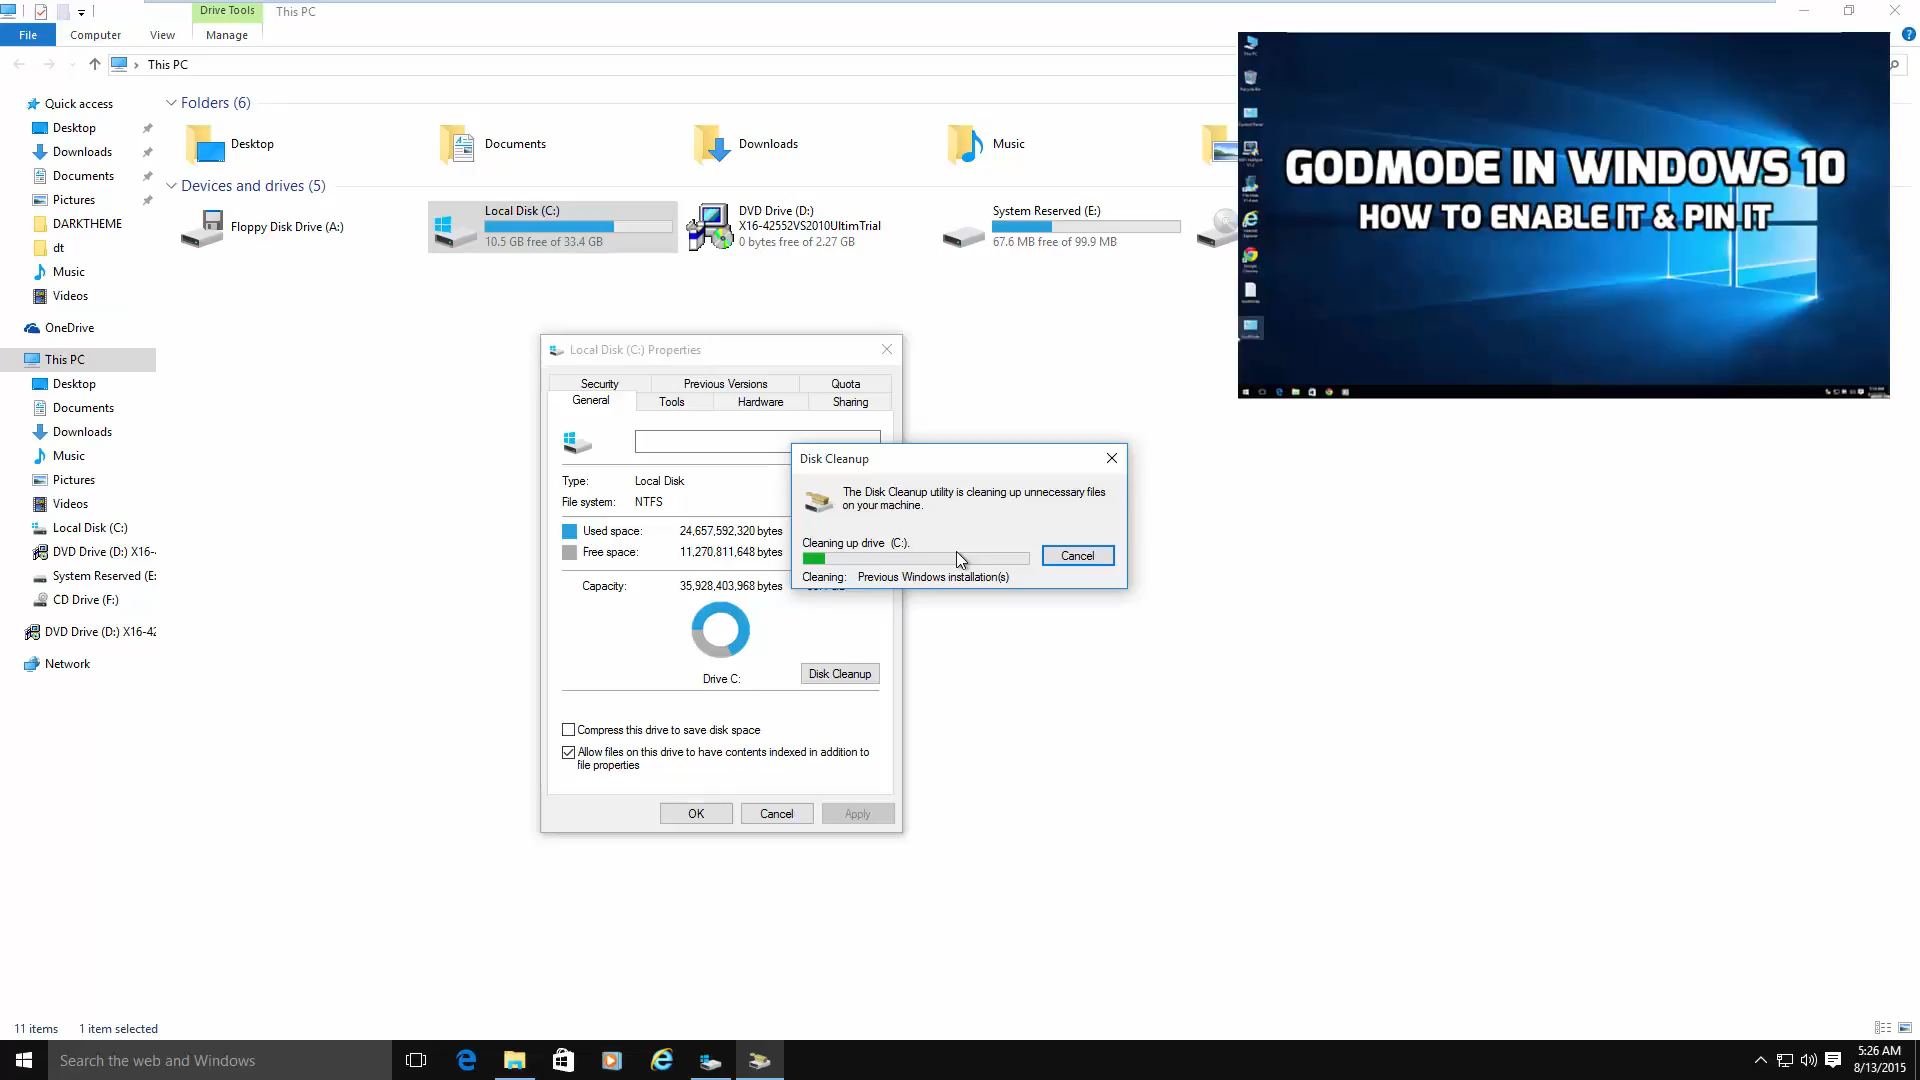 Drive Tools
This PC
File
Computer
View
Manage
This PC
Quick access
Desktop
Downloads
Documents
Pictures
DARKTHEME
dt
Music
Videos
OneDrive
This PC
Desktop
Documents
Downloads
Music
Pictures
Videos
Local Disk (C:)
DVD Drive (D:) X16-
System Reserved (E:
CD Drive (F:)
DVD Drive (D:) X16-42
Network
Folders (6)
Desktop
Documents
Downloads
Music
Devices and drives (5)
Floppy Disk Drive (A:)
Local Disk (C:)
10.5 GB free of 33.4 GB
DVD Drive (D:)
X16-42552VS2010UltimTrial
0 bytes free of 2.27 GB
System Reserved (E:)
67.6 MB free of 99.9 MB
GODMODE IN WINDOWS 10
HOW TO ENABLE IT & PIN IT
Local Disk (C:) Properties
Security
Previous Versions
Quota
General
Tools
Hardware
Sharing
Type: Local Disk
File system: NTFS
Used space: 24,657,592,320 bytes
Free space: 11,270,811,648 bytes
Capacity: 35,928,403,968 bytes
Drive C:
Disk Cleanup
Compress this drive to save disk space
Allow files on this drive to have contents indexed in addition to
file properties
OK
Cancel
Apply
Disk Cleanup
The Disk Cleanup utility is cleaning up unnecessary files
on your machine.
Cleaning up drive (C:).
Cancel
Cleaning: Previous Windows installation(s)
11 items
1 item selected
Search the web and Windows
5:26 AM
8/13/2015